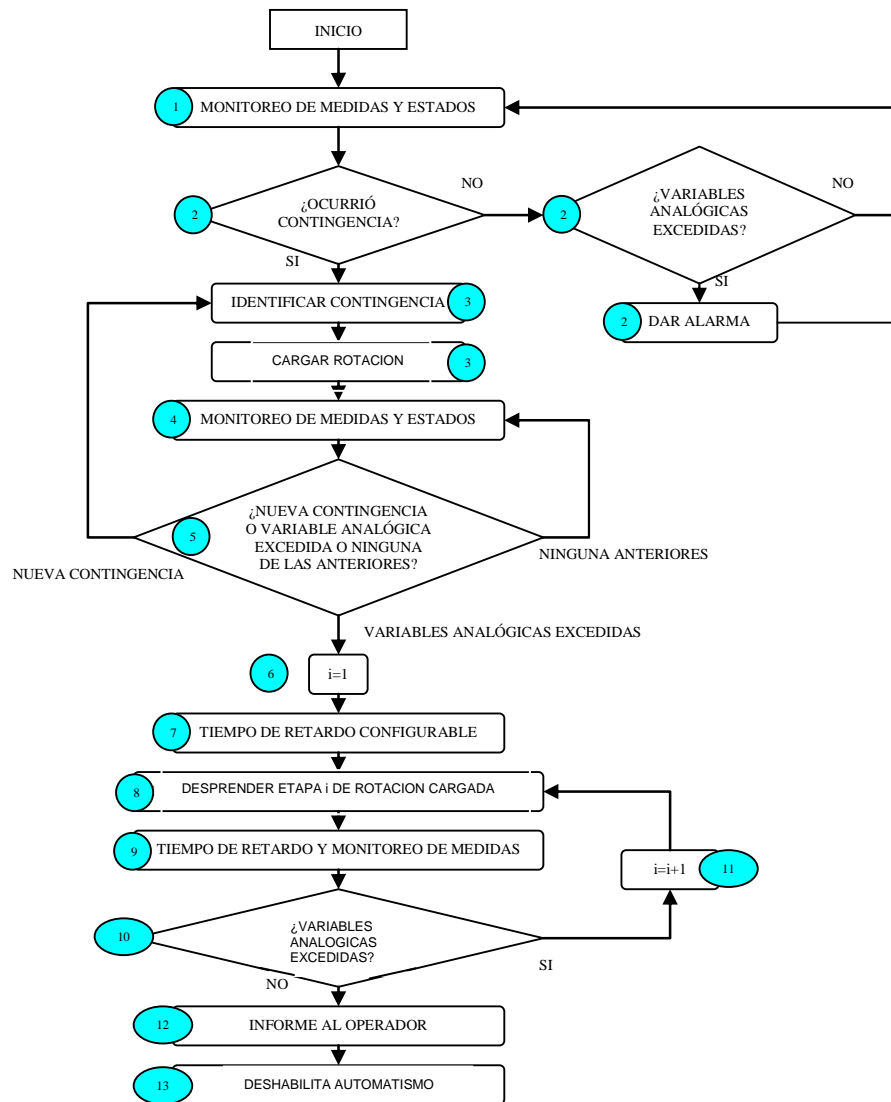 INICIO
1
MONITOREO DE MEDIDAS Y ESTADOS
2
¿OCURRIÓ
CONTINGENCIA?
NO
SI
2
¿VARIABLES
ANALÓGICAS
EXCEDIDAS?
NO
SI
2
DAR ALARMA
IDENTIFICAR CONTINGENCIA
3
CARGAR ROTACION
3
4
MONITOREO DE MEDIDAS Y ESTADOS
5
¿NUEVA CONTINGENCIA
O VARIABLE ANALÓGICA
EXCEDIDA O NINGUNA
DE LAS ANTERIORES?
NUEVA CONTINGENCIA
NINGUNA ANTERIORES
VARIABLES ANALÓGICAS EXCEDIDAS
6
i=1
7
TIEMPO DE RETARDO CONFIGURABLE
8
DESPRENDER ETAPA i DE ROTACION CARGADA
9
TIEMPO DE RETARDO Y MONITOREO DE MEDIDAS
i=i+1
11
10
¿VARIABLES
ANALOGICAS
EXCEDIDAS?
SI
NO
12
INFORME AL OPERADOR
13
DESHABILITA AUTOMATISMO